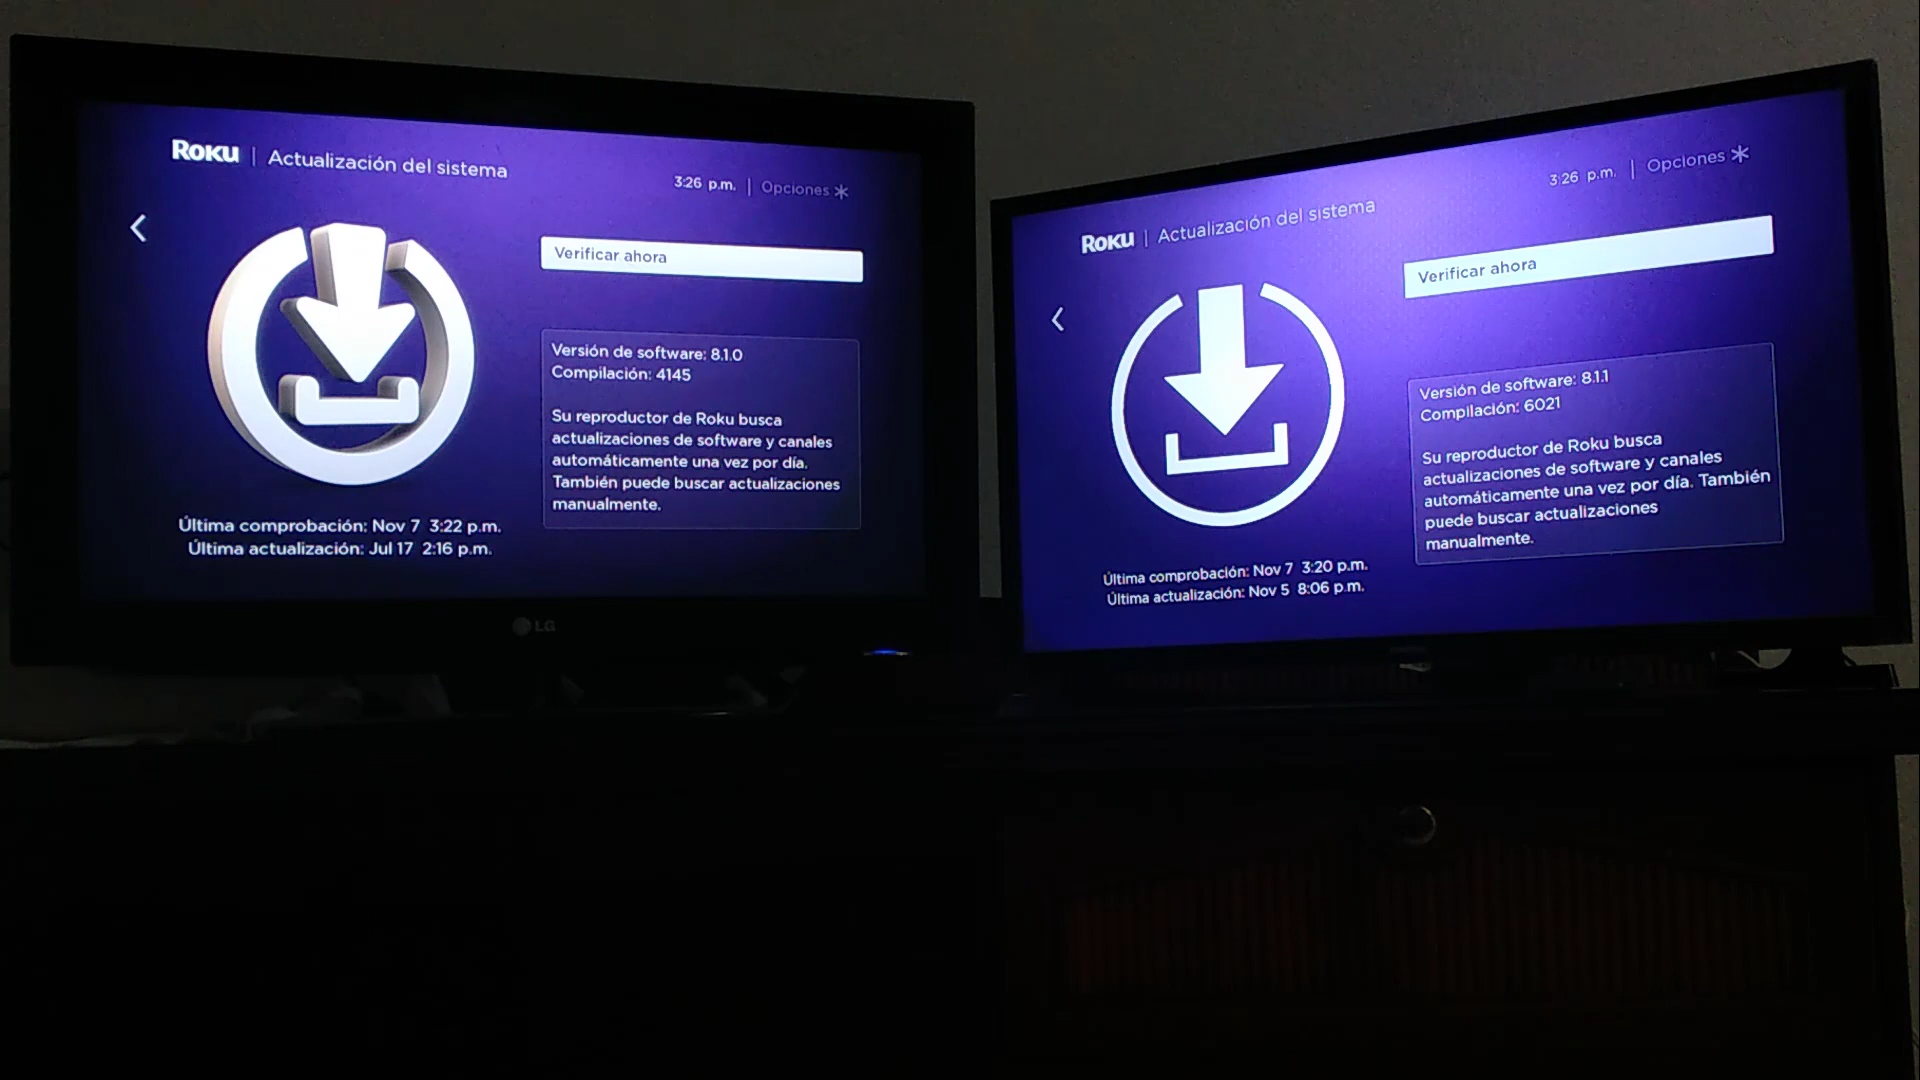 Roku | Actualización del sistema
3:26 p.m. | Opciones
Verificar ahora
Versión de software: 8.1.0
Compilación: 4145
Su reproductor de Roku busca
actualizaciones de software y canales
automáticamente una vez por día.
También puede buscar actualizaciones
manualmente.
Última comprobación: Nov 7 3:22 p.m.
Última actualización: Jul 17 2:16 p.m.
LG
Roku | Actualización del sistema
3:26 p.m. | Opciones
Verificar ahora
Versión de software: 8.1.1
Compilación: 6021
Su reproductor de Roku busca
actualizaciones de software y canales
automáticamente una vez por día. También
puede buscar actualizaciones
manualmente.
Última comprobación: Nov 7 3:20 p.m.
Última actualización: Nov 5 8:06 p.m.